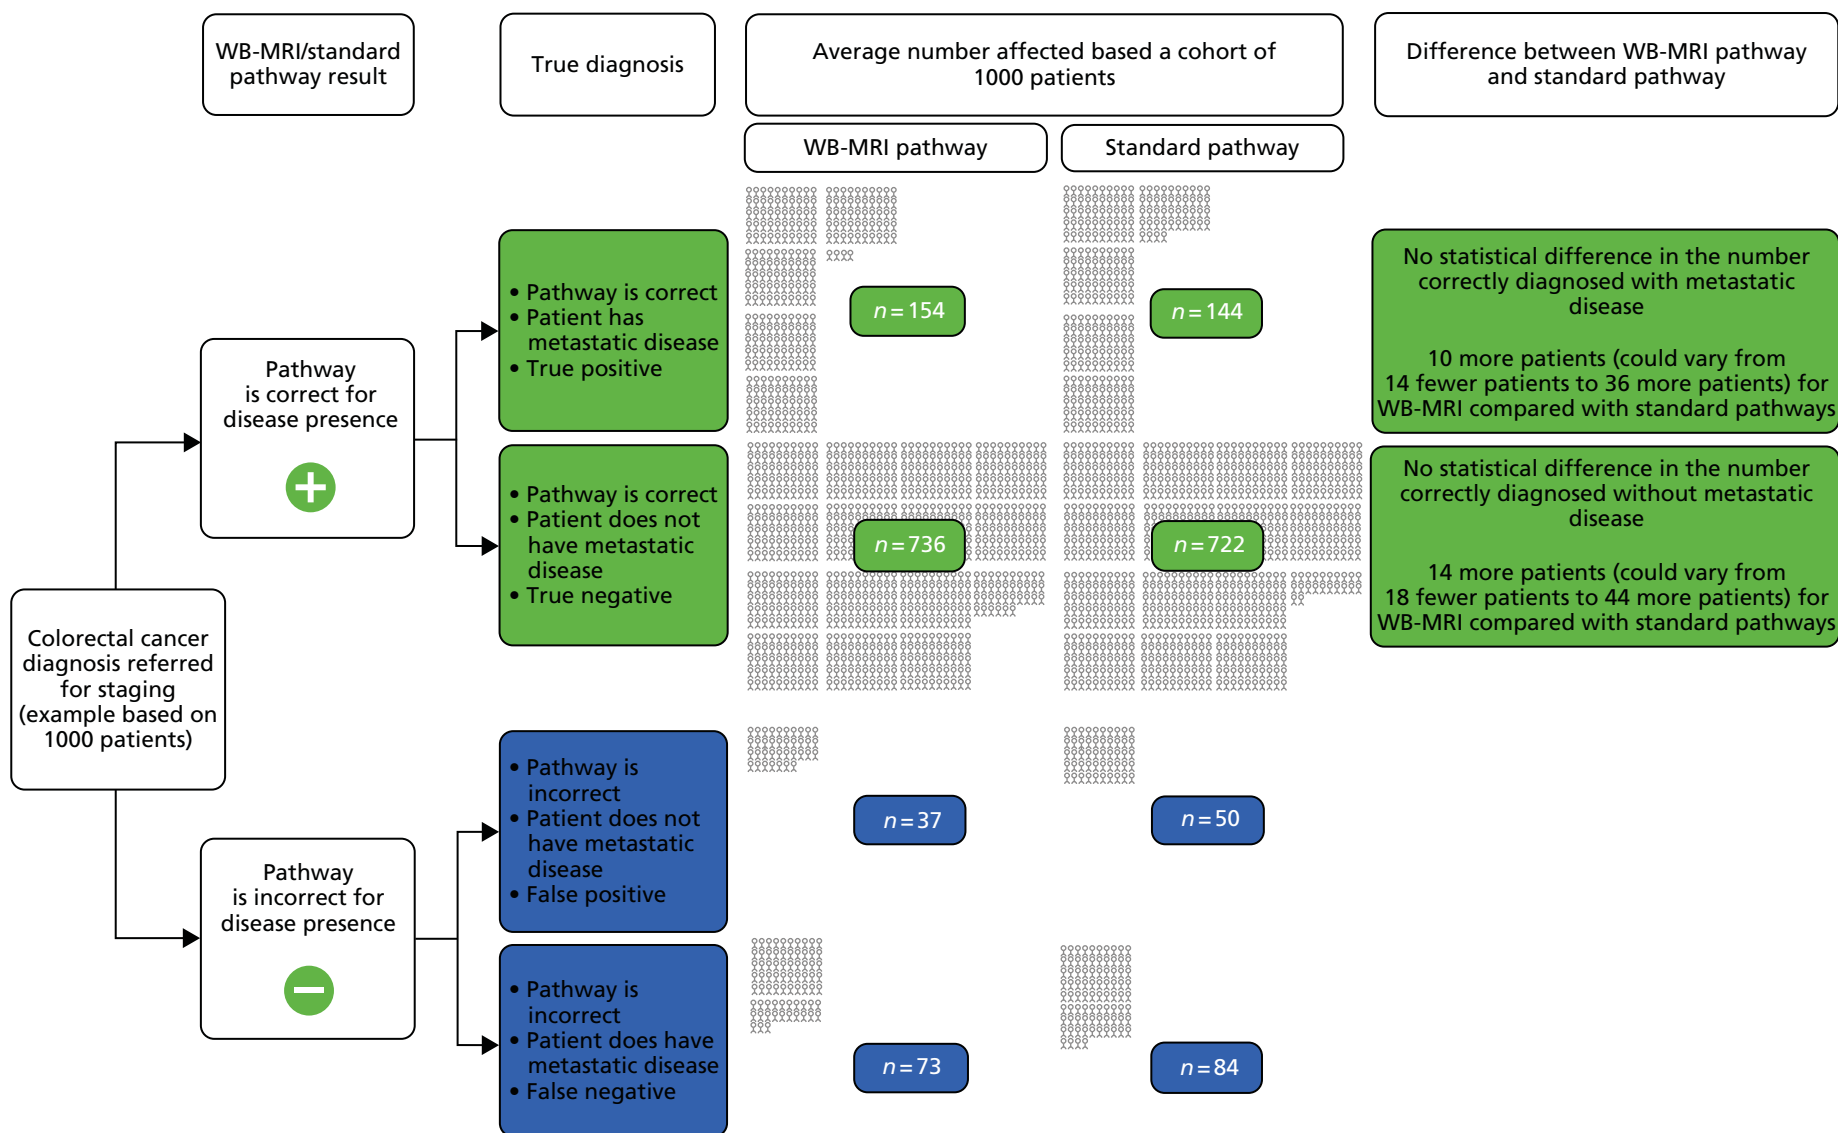 WB-MRI/standard
pathway result
True diagnosis
Average number affected based a cohort of
1000 patients
Difference between WB-MRI pathway
and standard pathway
WB-MRI pathway
Standard pathway
Colorectal cancer
diagnosis referred
for staging
(example based on
1000 patients)
Pathway
is correct for
disease presence
+
• Pathway is correct
• Patient has
metastatic disease
• True positive
n = 154
n = 144
No statistical difference in the number
correctly diagnosed with metastatic
disease
10 more patients (could vary from
14 fewer patients to 36 more patients) for
WB-MRI compared with standard pathways
• Pathway is correct
• Patient does not
have metastatic
disease
• True negative
n = 736
n = 722
No statistical difference in the number
correctly diagnosed without metastatic
disease
14 more patients (could vary from
18 fewer patients to 44 more patients) for
WB-MRI compared with standard pathways
Pathway
is incorrect for
disease presence
−
• Pathway is
incorrect
• Patient does not
have metastatic
disease
• False positive
n = 37
n = 50
• Pathway is
incorrect
• Patient does have
metastatic disease
• False negative
n = 73
n = 84